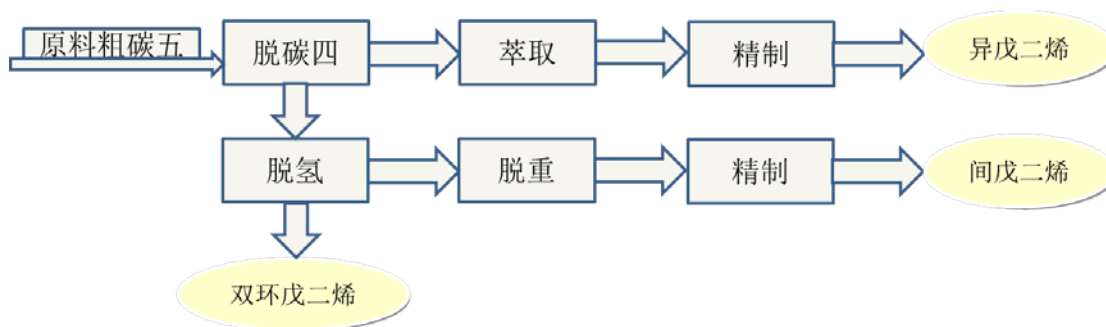 原料粗碳五
脱碳四
萃取
精制
异戊二烯
脱氢
脱重
精制
间戊二烯
双环戊二烯